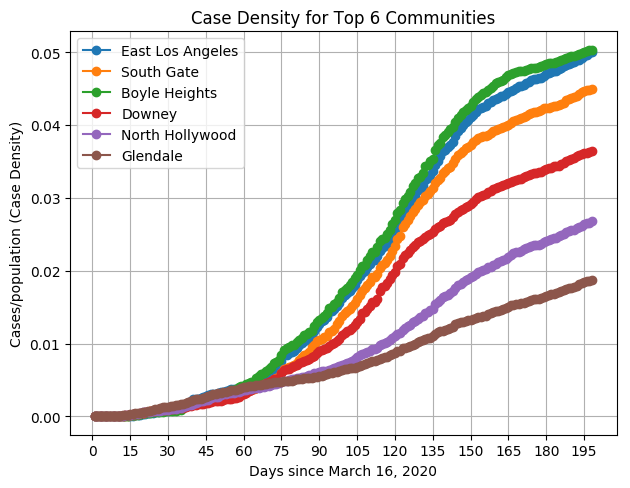 Case Density for Top 6 Communities
East Los Angeles
South Gate
Boyle Heights
Downey
North Hollywood
Glendale
Cases/population (Case Density)
0.05
0.04
0.03
0.02
0.01
0.00
0 15 30 45 60 75 90 105 120 135 150 165 180 195
Days since March 16, 2020